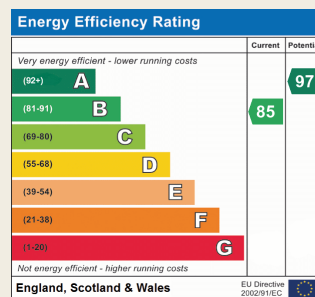 Energy Efficiency Rating
Current Potenti
Very energy efficient - lower running costs
(92+) A 97
(81-91) B 85
(69-80) C
(55-68) D
(39-54) E
(21-38) F
(1-20) G
Not energy efficient - higher running costs
England, Scotland & Wales
EU Directive
2002/91/EC